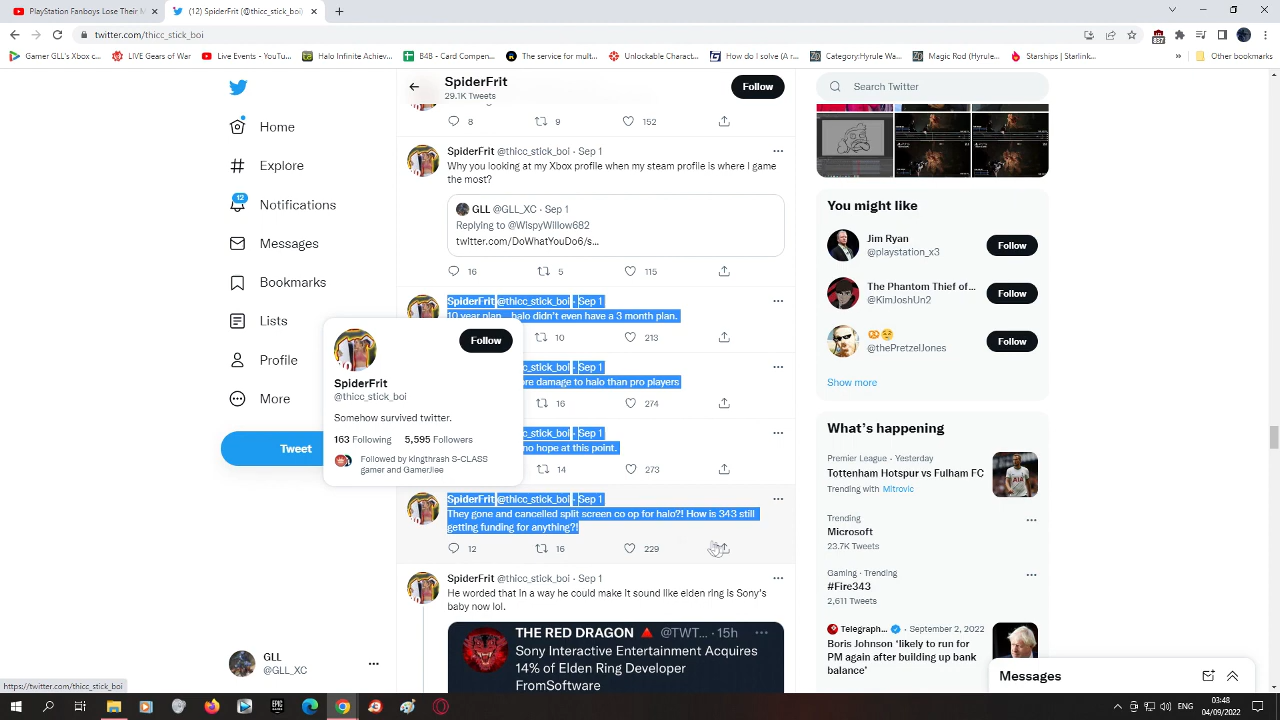 PlayStation Fanboys Lose Their M
(12) SpiderFrit (@thicc_stick_boi)
twitter.com/thicc_stick_boi
Gamer GLL's Xbox c...
LIVE Gears of War
Live Events - YouTu...
Halo Infinite Achiev...
B4B - Card Compen...
The service for mult...
Unlockable Charact...
How do I solve (A r...
Category:Hyrule Wa...
Magic Rod (Hyrule...
Starships | Starlink...
»
Other bookmarks
SpiderFrit
29.1K Tweets
Follow
Search Twitter
Home
Explore
12
Notifications
Messages
Bookmarks
Lists
Profile
More
Tweet
8
9
152
SpiderFrit @thicc_stick_boi · Sep 1
Why you looking at my Xbox profile when my steam profile is where I game
the most?
GLL @GLL_XC · Sep 1
Replying to @WispyWillow682
twitter.com/DoWhatYouDo6/s...
16
5
115
SpiderFrit @thicc_stick_boi · Sep 1
10 year plan... halo didn't even have a 3 month plan.
10
213
c_stick_boi · Sep 1
ore damage to halo than pro players
16
274
c_stick_boi · Sep 1
no hope at this point.
14
273
SpiderFrit @thicc_stick_boi · Sep 1
They gone and cancelled split screen co op for halo?! How is 343 still
getting funding for anything?!
12
16
229
SpiderFrit @thicc_stick_boi · Sep 1
He worded that in a way he could make it sound like elden ring is Sony's
baby now lol.
THE RED DRAGON 🔺 @TWT... · 15h
Sony Interactive Entertainment Acquires
14% of Elden Ring Developer
FromSoftware
Follow
SpiderFrit
@thicc_stick_boi
Somehow survived twitter.
163 Following 5,595 Followers
Followed by kingthrash S-CLASS
gamer and GamerJlee
You might like
Jim Ryan
@playstation_x3
Follow
The Phantom Thief of...
@KimJoshUn2
Follow
@thePretzelJones
Follow
Show more
What's happening
Premier League · Yesterday
Tottenham Hotspur vs Fulham FC
Trending with Mitrovic
Trending
Microsoft
23.7K Tweets
Gaming · Trending
#Fire343
2,611 Tweets
Telegraph... · September 2, 2022
Boris Johnson 'likely to run for
PM again after building up bank
balance'
Messages
GLL
@GLL_XC
https://twitter.com/thicc_stick_boi
ENG
03:48
04/09/2022